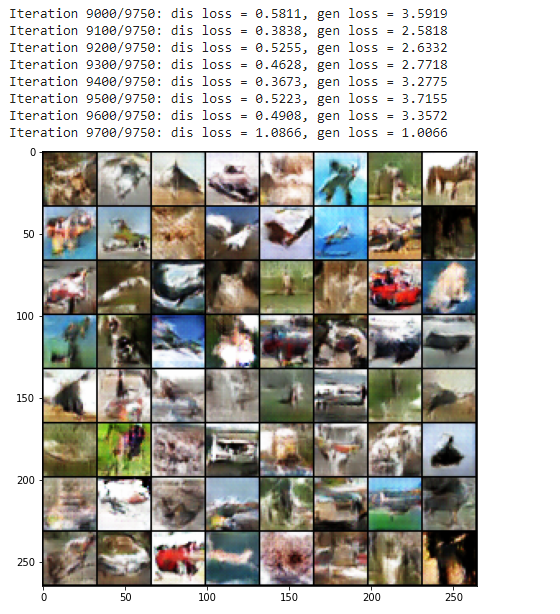 Iteration 9000/9750: dis loss = 0.5811, gen loss = 3.5919
Iteration 9100/9750: dis loss = 0.3838, gen loss = 2.5818
Iteration 9200/9750: dis loss = 0.5255, gen loss = 2.6332
Iteration 9300/9750: dis loss = 0.4628, gen loss = 2.7718
Iteration 9400/9750: dis loss = 0.3673, gen loss = 3.2775
Iteration 9500/9750: dis loss = 0.5223, gen loss = 3.7155
Iteration 9600/9750: dis loss = 0.4908, gen loss = 3.3572
Iteration 9700/9750: dis loss = 1.0866, gen loss = 1.0066
0
50
100
150
200
250
0 50 100 150 200 250